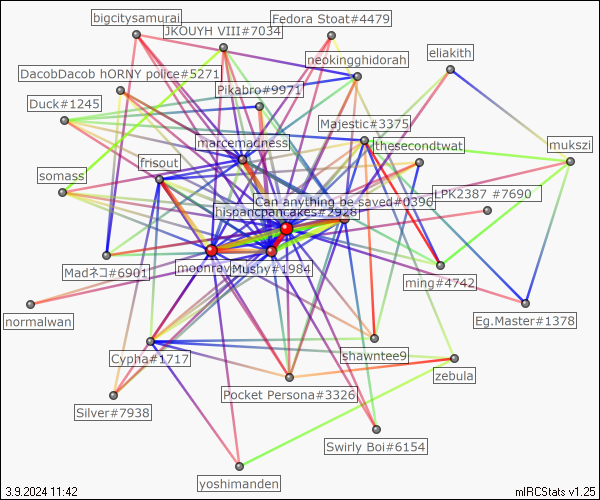 bigcitysamurai
Fedora Stoat#4479
JKOUYH VIII#7034
eliakith
neokingghidorah
DacobDacob hORNY police#5271
Pikabro#9971
Duck#1245
Majestic#3375
marcemadness
thesecondtwat
mukszi
frisout
somass
LPK2387 #7690
Can anything be saved#0396
hispancpancakes#2928
Madネコ#6901
moonrav
Mushy#1984
ming#4742
normalwan
Eg.Master#1378
Cypha#1717
shawntee9
zebula
Pocket Persona#3326
Silver#7938
Swirly Boi#6154
yoshimanden
3.9.2024 11:42
mIRCStats v1.25